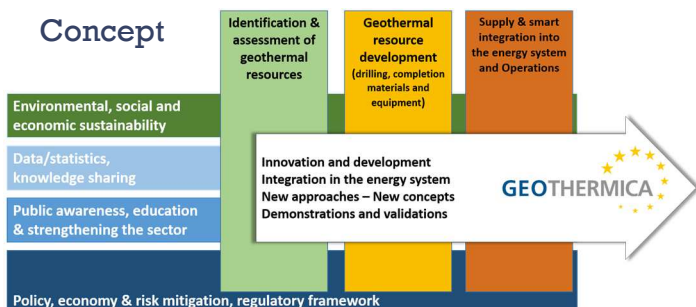 Concept
Identification &
assessment of
geothermal
resources
Geothermal
resource
development
(drilling, completion
materials and
equipment)
Supply & smart
integration into
the energy system
and Operations
Environmental, social and
economic sustainability
Data/statistics,
knowledge sharing
Public awareness, education
& strengthening the sector
Innovation and development
Integration in the energy system
New approaches – New concepts
Demonstrations and validations
GEOTHERMICA
Policy, economy & risk mitigation, regulatory framework